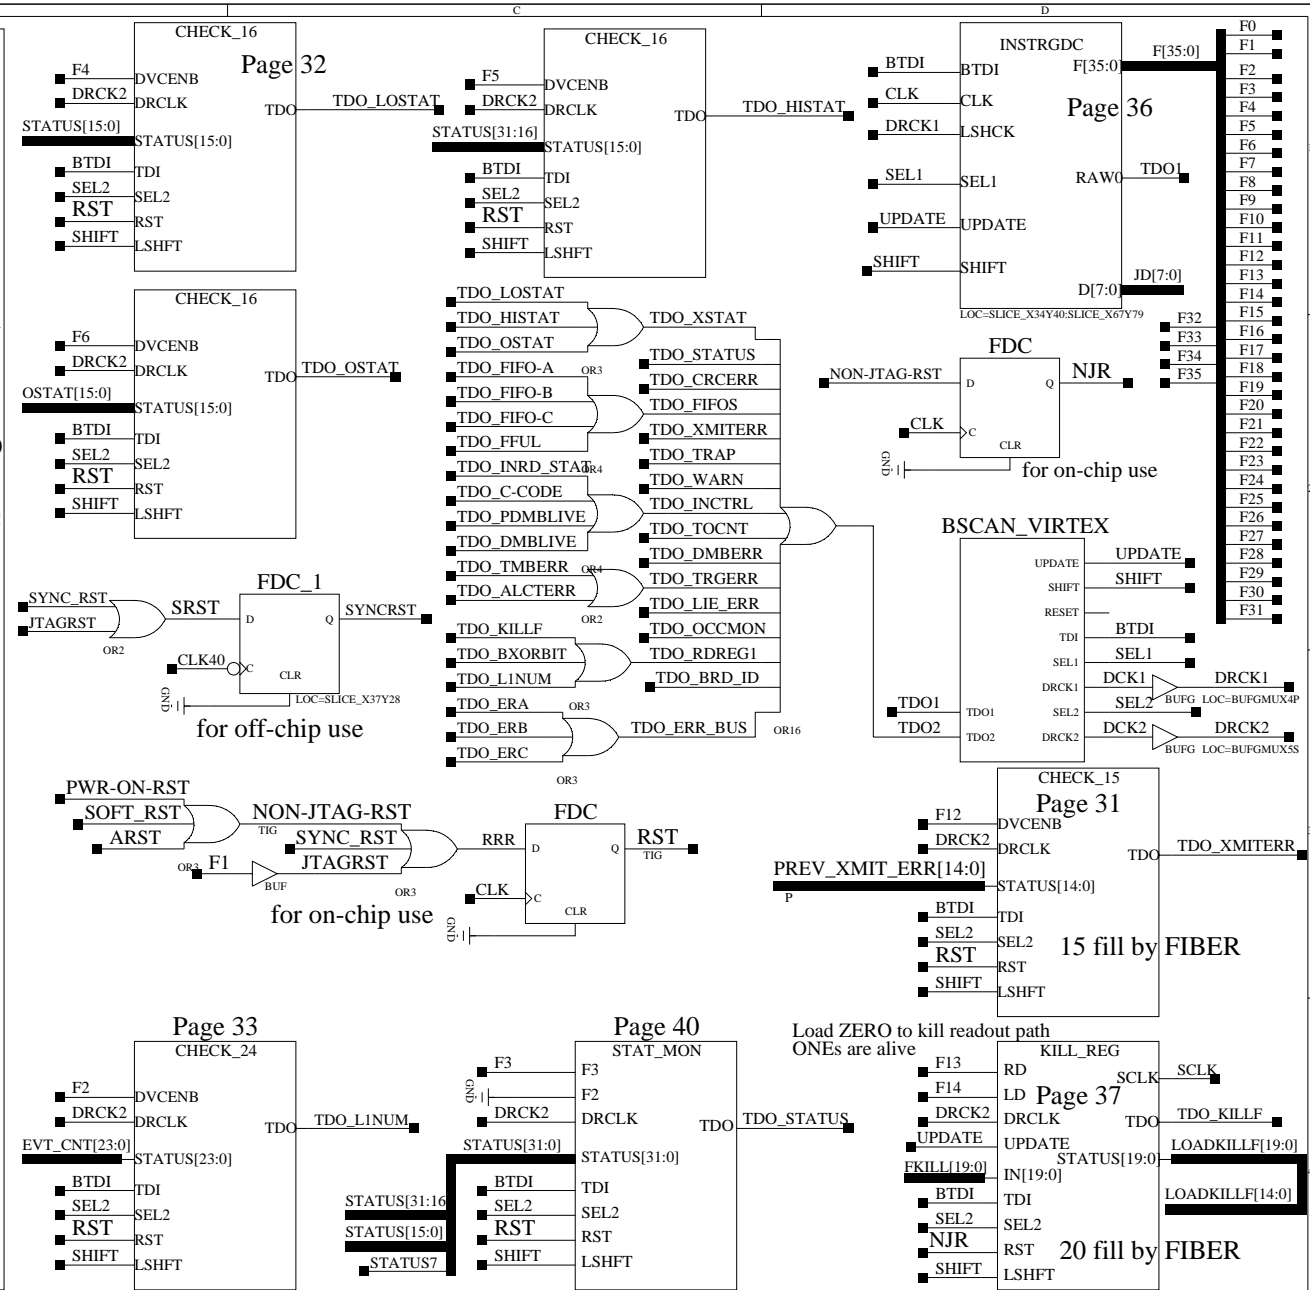 C
D
CHECK_16
Page 32
F4
DVCENB
DRCK2
DRCLK
TDO
TDO_LOSTAT
STATUS[15:0]
STATUS[15:0]
BTDI
TDI
SEL2
SEL2
RST
RST
SHIFT
LSHFT
CHECK_16
F5
DVCENB
DRCK2
DRCLK
TDO
TDO_HISTAT
STATUS[31:16]
STATUS[15:0]
BTDI
TDI
SEL2
SEL2
RST
RST
SHIFT
LSHFT
INSTRGDC
Page 36
BTDI
BTDI
F[35:0]
F[35:0]
CLK
CLK
DRCK1
LSHCK
SEL1
SEL1
RAW0
TDO1
UPDATE
UPDATE
SHIFT
SHIFT
D[7:0]
JD[7:0]
LOC=SLICE_X34Y40:SLICE_X67Y79
F0
F1
F2
F3
F4
F5
F6
F7
F8
F9
F10
F11
F12
F13
F14
F15
F16
F17
F18
F19
F20
F21
F22
F23
F24
F25
F26
F27
F28
F29
F30
F31
F32
F33
F34
F35
CHECK_16
F6
DVCENB
DRCK2
DRCLK
TDO
TDO_OSTAT
OSTAT[15:0]
STATUS[15:0]
BTDI
TDI
SEL2
SEL2
RST
RST
SHIFT
LSHFT
TDO_LOSTAT
TDO_HISTAT
TDO_OSTAT
OR3
TDO_FIFO-A
TDO_FIFO-B
TDO_FIFO-C
TDO_FFUL
OR4
TDO_INRD_STAT
TDO_C-CODE
TDO_PDMBLIVE
TDO_DMBLIVE
OR4
TDO_TMBERR
TDO_ALCTERR
OR2
TDO_KILLF
TDO_BXORBIT
TDO_L1NUM
OR3
TDO_ERA
TDO_ERB
TDO_ERC
OR3
TDO_XSTAT
TDO_STATUS
TDO_CRCERR
TDO_FIFOS
TDO_XMITERR
TDO_TRAP
TDO_WARN
TDO_INCTRL
TDO_TOCNT
TDO_DMBERR
TDO_TRGERR
TDO_LIE_ERR
TDO_OCCMON
TDO_RDREG1
TDO_BRD_ID
TDO_ERR_BUS
OR16
FDC
NON-JTAG-RST
D
Q
NJR
CLK
C
CLR
GND
for on-chip use
BSCAN_VIRTEX
UPDATE
UPDATE
SHIFT
SHIFT
RESET
TDI
BTDI
SEL1
SEL1
DRCK1
DCK1
BUFG
DRCK1
LOC=BUFGMUX4P
TDO1
TDO1
SEL2
SEL2
TDO2
TDO2
DRCK2
DCK2
BUFG
DRCK2
LOC=BUFGMUX5S
SYNC_RST
JTAGRST
OR2
SRST
FDC_1
D
Q
SYNCRST
CLK40
C
CLR
GND
LOC=SLICE_X37Y28
for off-chip use
PWR-ON-RST
SOFT_RST
ARST
OR3
NON-JTAG-RST
TIG
SYNC_RST
F1
BUF
JTAGRST
OR3
RRR
FDC
D
Q
RST
TIG
CLK
C
CLR
GND
for on-chip use
CHECK_15
Page 31
F12
DVCENB
DRCK2
DRCLK
TDO
TDO_XMITERR
PREV_XMIT_ERR[14:0]
P
STATUS[14:0]
BTDI
TDI
SEL2
SEL2
RST
RST
15 fill by FIBER
SHIFT
LSHFT
Page 33
CHECK_24
F2
DVCENB
DRCK2
DRCLK
TDO
TDO_L1NUM
EVT_CNT[23:0]
STATUS[23:0]
BTDI
TDI
SEL2
SEL2
RST
RST
SHIFT
LSHFT
Page 40
STAT_MON
F3
F3
GND
F2
DRCK2
DRCLK
TDO
TDO_STATUS
STATUS[31:0]
STATUS[31:0]
BTDI
TDI
STATUS[31:16
SEL2
SEL2
STATUS[15:0]
RST
RST
STATUS7
SHIFT
LSHFT
Load ZERO to kill readout path
ONEs are alive
KILL_REG
Page 37
F13
RD
SCLK
SCLK
F14
LD
DRCK2
DRCLK
TDO
TDO_KILLF
UPDATE
UPDATE
STATUS[19:0]
LOADKILLF[19:0]
FKILL[19:0]
IN[19:0]
BTDI
TDI
LOADKILLF[14:0]
SEL2
SEL2
NJR
RST
20 fill by FIBER
SHIFT
LSHFT